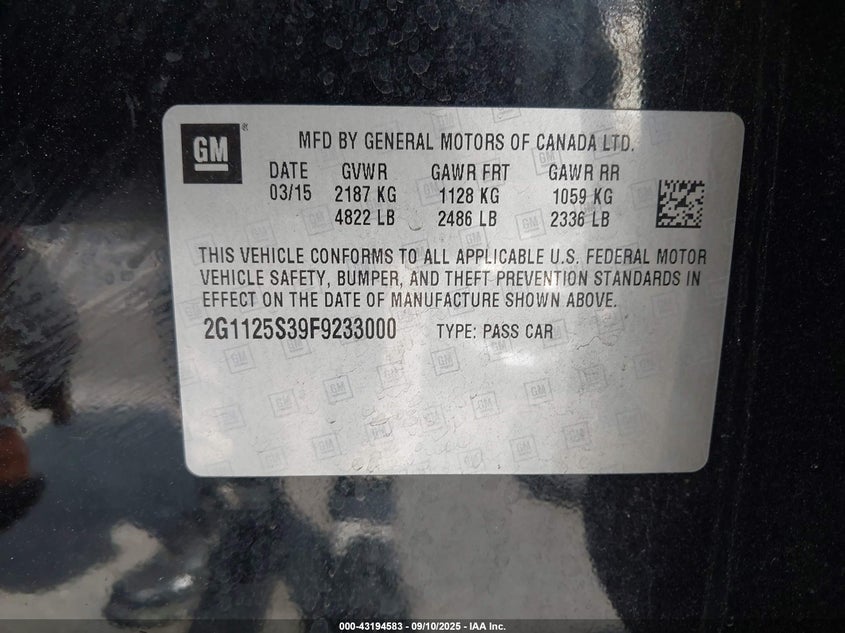 GM ®
MFD BY GENERAL MOTORS OF CANADA LTD.
DATE GVWR GAWR FRT GAWR RR
03/15 2187 KG 1128 KG 1059 KG
4822 LB 2486 LB 2336 LB
THIS VEHICLE CONFORMS TO ALL APPLICABLE U.S. FEDERAL MOTOR
VEHICLE SAFETY, BUMPER, AND THEFT PREVENTION STANDARDS IN
EFFECT ON THE DATE OF MANUFACTURE SHOWN ABOVE.
2G1125S39F9233000 TYPE: PASS CAR
000-43194583 - 09/10/2025 - IAA Inc.